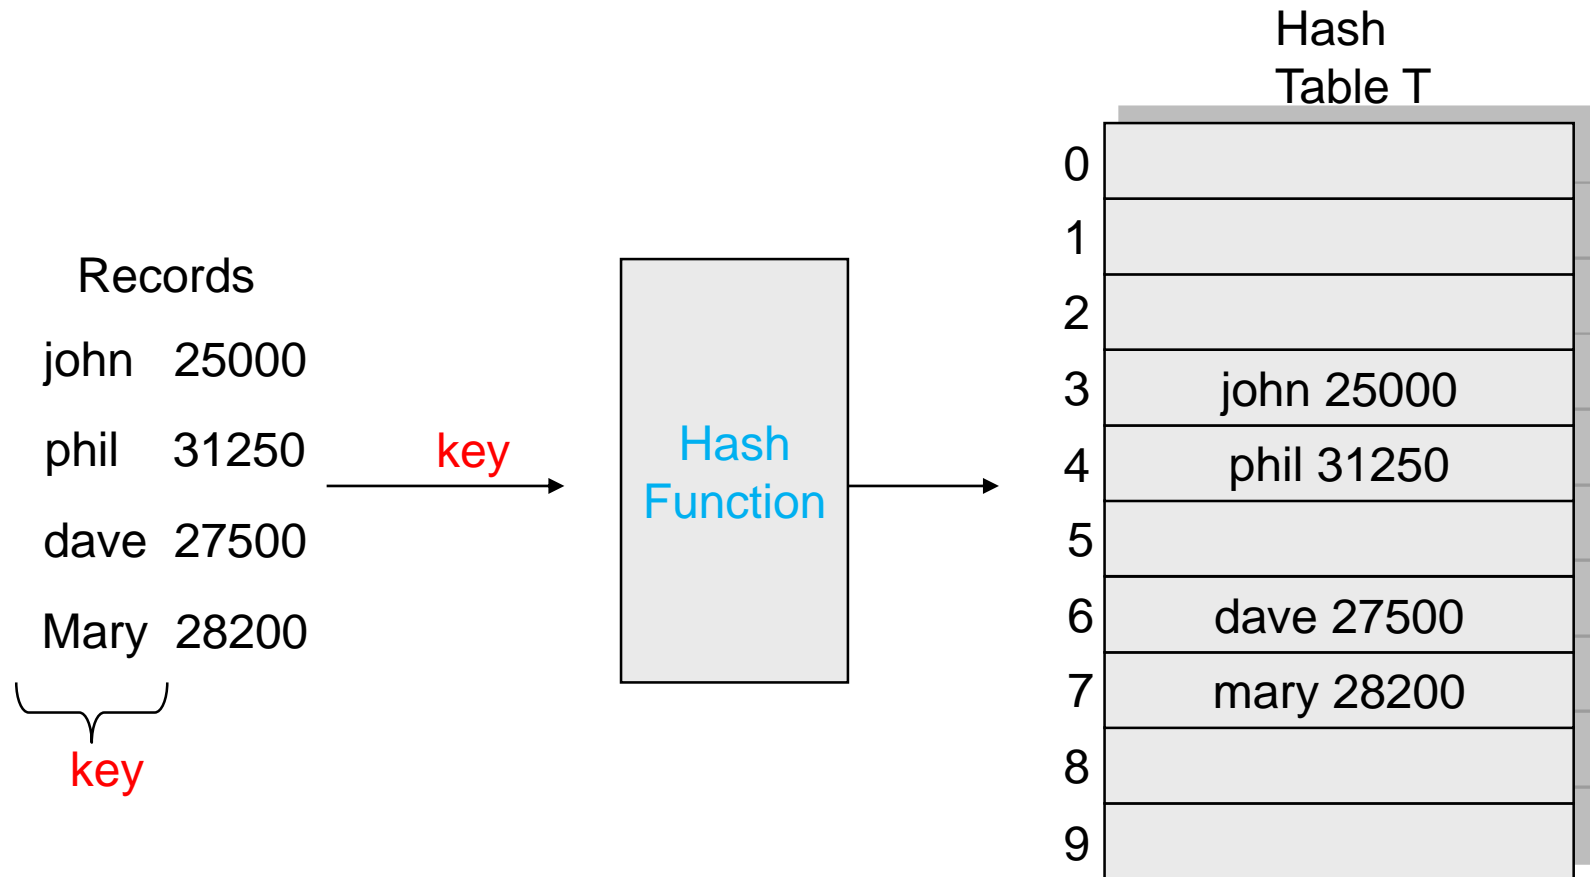 Records
john 25000
phil 31250
dave 27500
Mary 28200
key
key
Hash
Function
Hash
Table T
0
1
2
3 john 25000
4 phil 31250
5
6 dave 27500
7 mary 28200
8
9